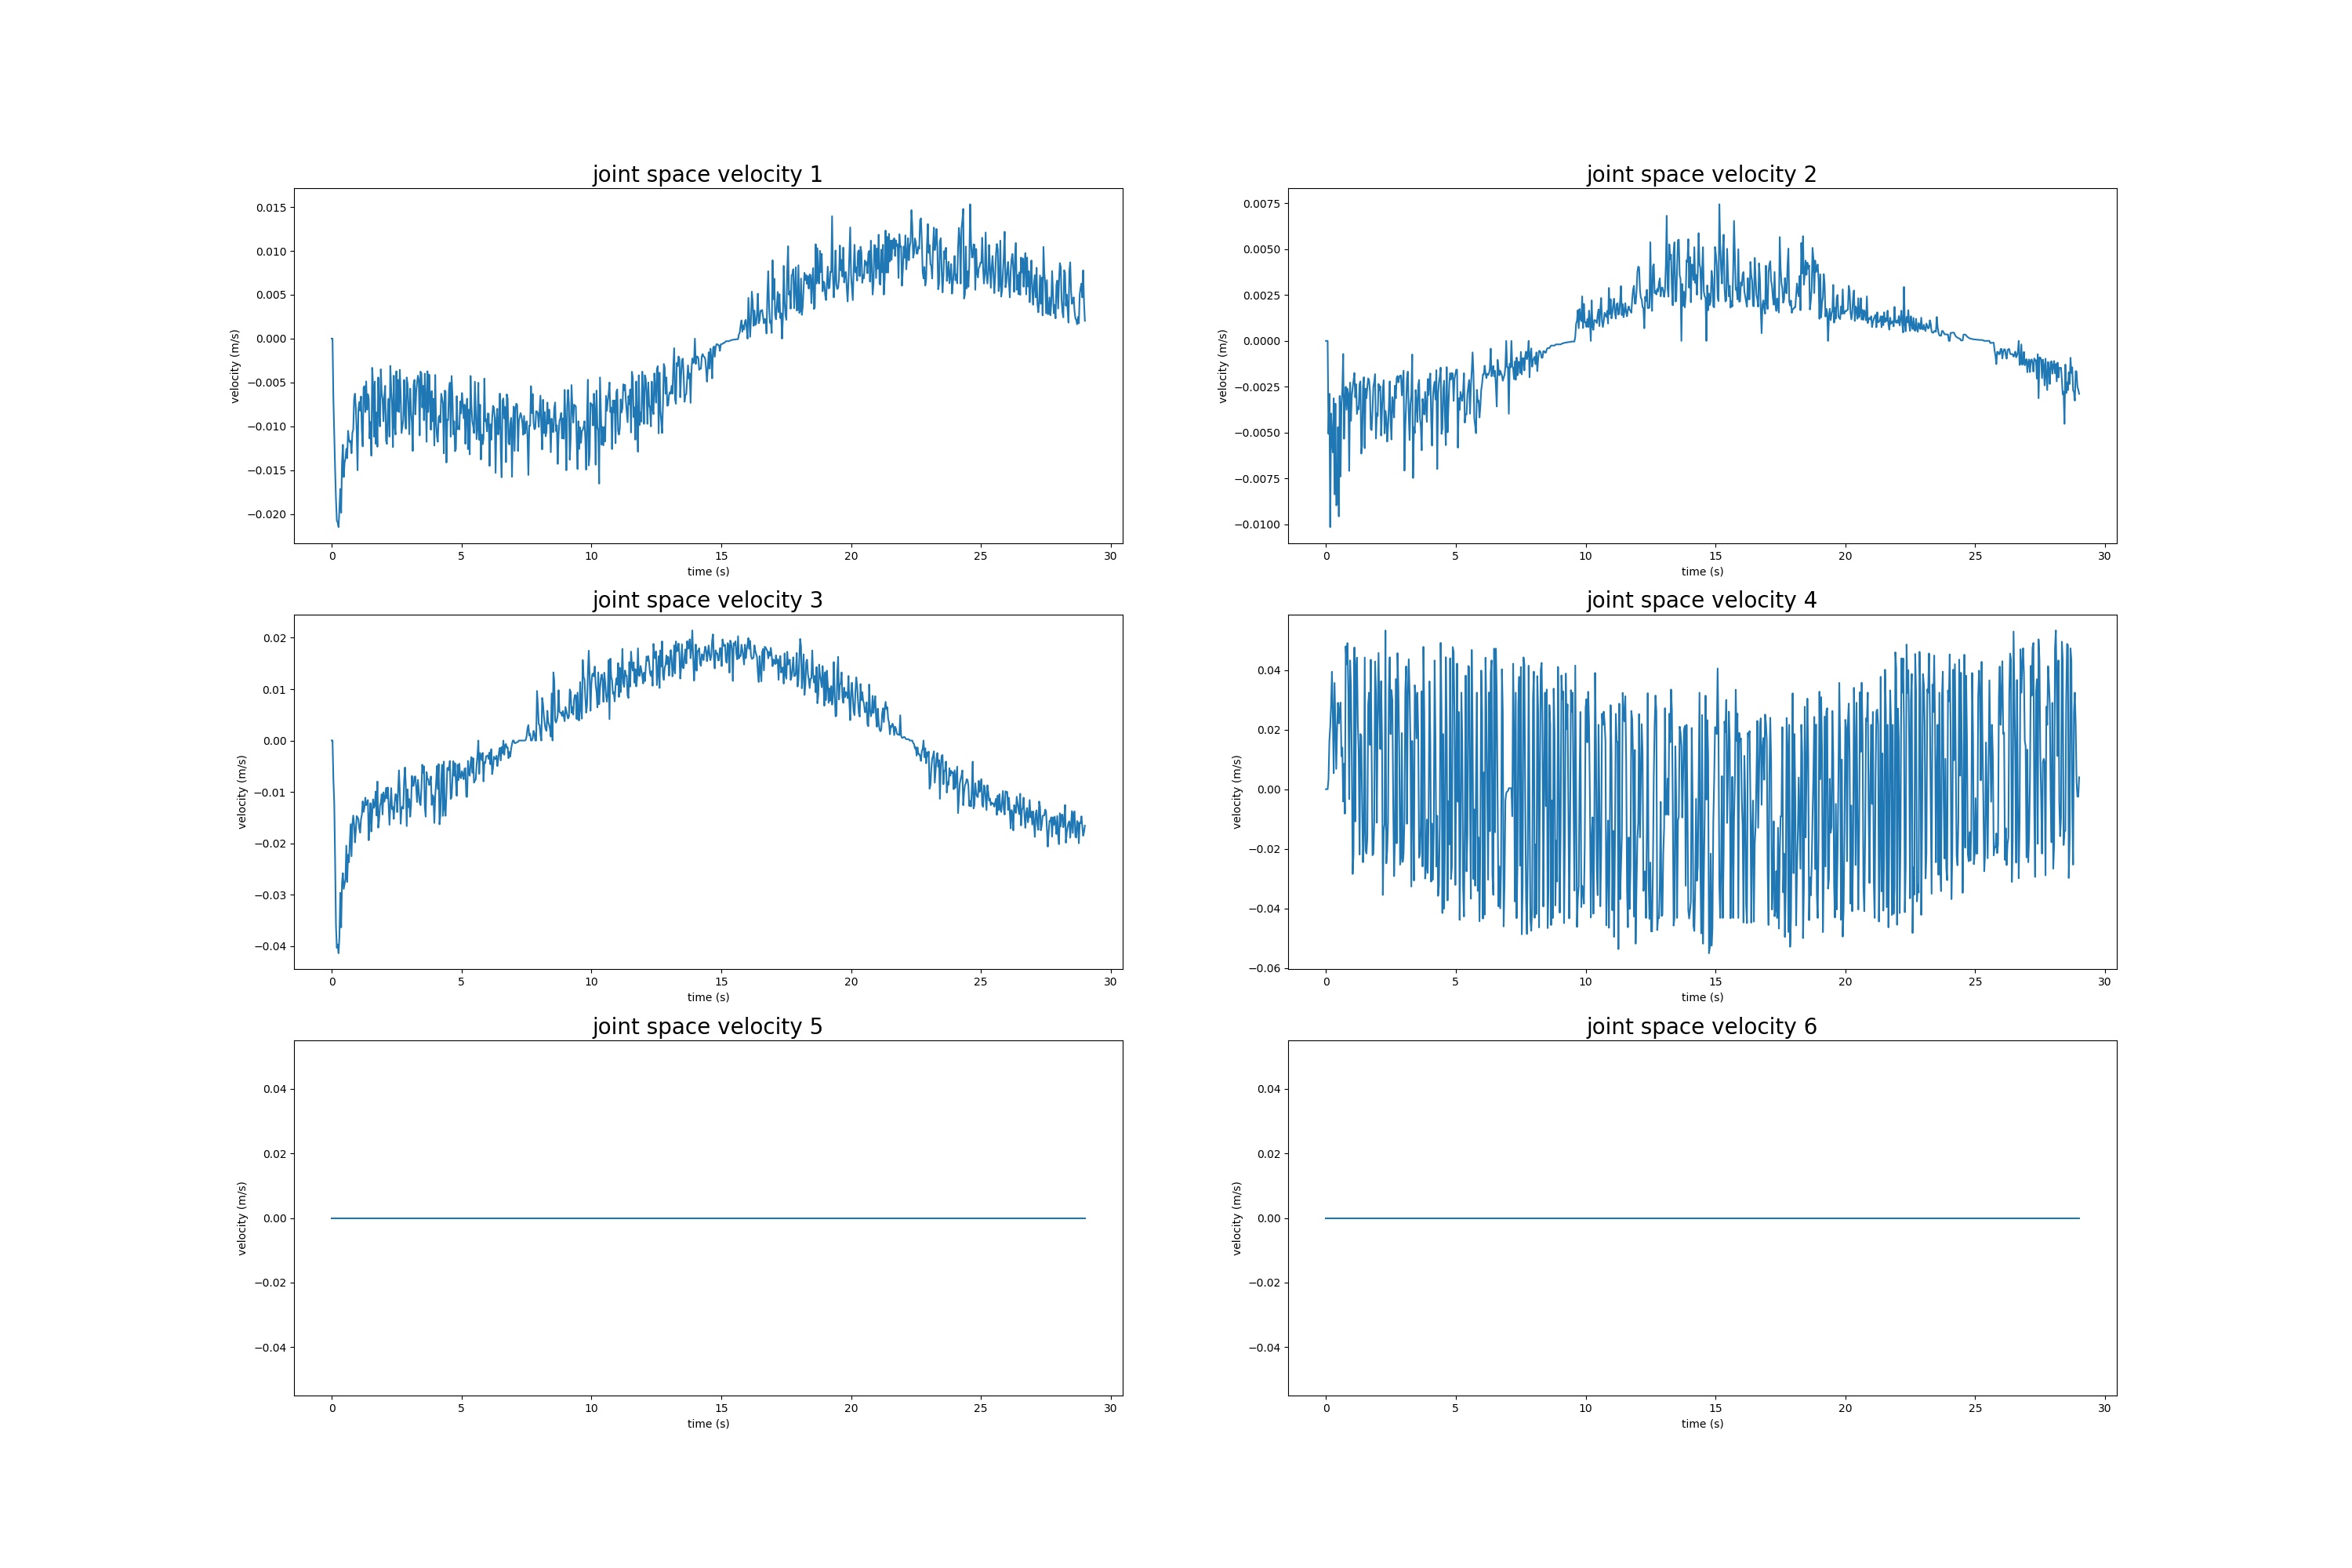 joint space velocity 1
velocity (m/s)
0.015
0.010
0.005
0.000
−0.005
−0.010
−0.015
−0.020
0 5 10 15 20 25 30
time (s)
joint space velocity 2
velocity (m/s)
0.0075
0.0050
0.0025
0.0000
−0.0025
−0.0050
−0.0075
−0.0100
0 5 10 15 20 25 30
time (s)
joint space velocity 3
velocity (m/s)
0.02
0.01
0.00
−0.01
−0.02
−0.03
−0.04
0 5 10 15 20 25 30
time (s)
joint space velocity 4
velocity (m/s)
0.04
0.02
0.00
−0.02
−0.04
−0.06
0 5 10 15 20 25 30
time (s)
joint space velocity 5
velocity (m/s)
0.04
0.02
0.00
−0.02
−0.04
0 5 10 15 20 25 30
time (s)
joint space velocity 6
velocity (m/s)
0.04
0.02
0.00
−0.02
−0.04
0 5 10 15 20 25 30
time (s)